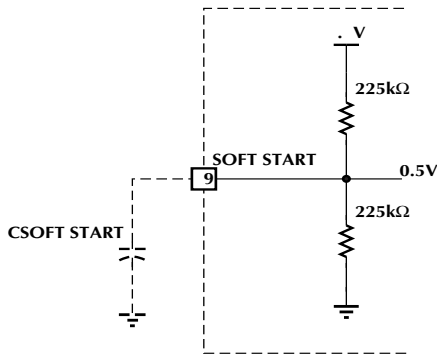 . V
225kΩ
SOFT START
9
0.5V
CSOFT START
225kΩ